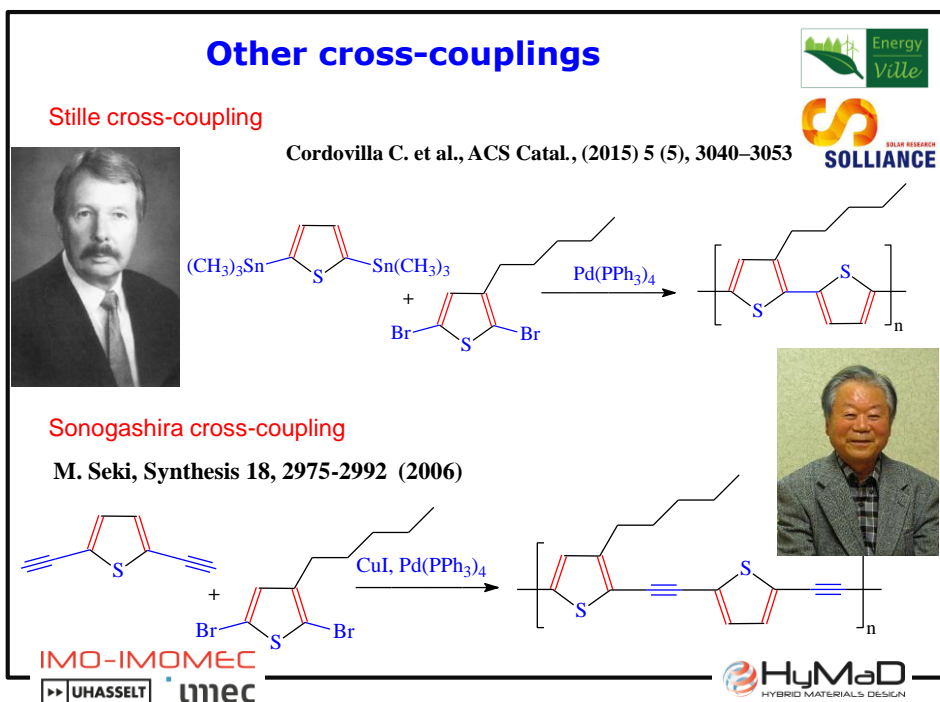 Other cross-couplings
Energy
Ville
Stille cross-coupling
SOLAR RESEARCH
SOLLIANCE
Cordovilla C. et al., ACS Catal., (2015) 5 (5), 3040–3053
(CH₃)₃Sn
S
Sn(CH₃)₃
+
Br
S
Br
Pd(PPh₃)₄
S
S
n
Sonogashira cross-coupling
M. Seki, Synthesis 18, 2975-2992 (2006)
S
+
Br
S
Br
CuI, Pd(PPh₃)₄
S
S
n
IMO-IMOMEC
UHASSELT
imec
HyMaD
HYBRID MATERIALS DESIGN